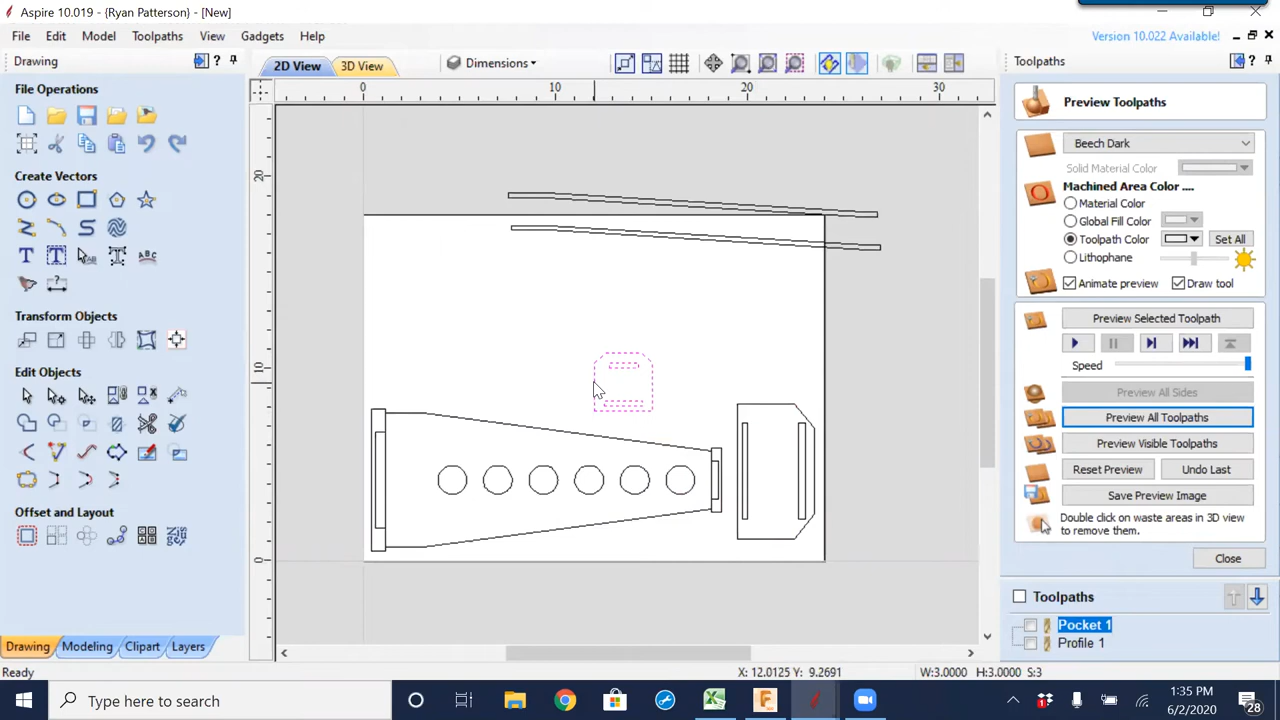 Aspire 10.019 - {Ryan Patterson} - [New]
File Edit Model Toolpaths View Gadgets Help
Version 10.022 Available!
Drawing
?
2D View
3D View
Dimensions
Toolpaths
?
File Operations
Create Vectors
Transform Objects
Edit Objects
Offset and Layout
Drawing Modeling Clipart Layers
0 10 20 30
20
10
0
Preview Toolpaths
Beech Dark
Solid Material Color
Machined Area Color ....
Material Color
Global Fill Color
Toolpath Color
Set All
Lithophane
Animate preview
Draw tool
Preview Selected Toolpath
Speed
Preview All Sides
Preview All Toolpaths
Preview Visible Toolpaths
Reset Preview
Undo Last
Save Preview Image
Double click on waste areas in 3D view
to remove them.
Close
Toolpaths
Pocket 1
Profile 1
Ready
X: 12.0125 Y: 9.2691
W:3.0000 H:3.0000 S:3
Type here to search
1
1:35 PM
6/2/2020
28